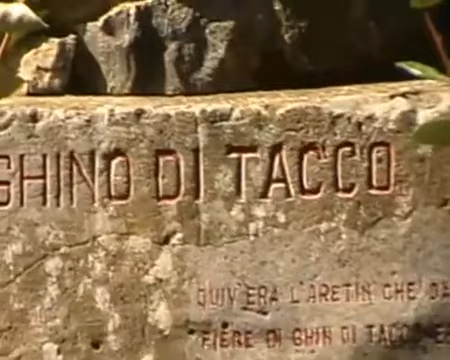 GHINO DI TACCO
QUIV'ERA L'ARETIN CHE DA
FIERE DI GHIN DI TACCO E